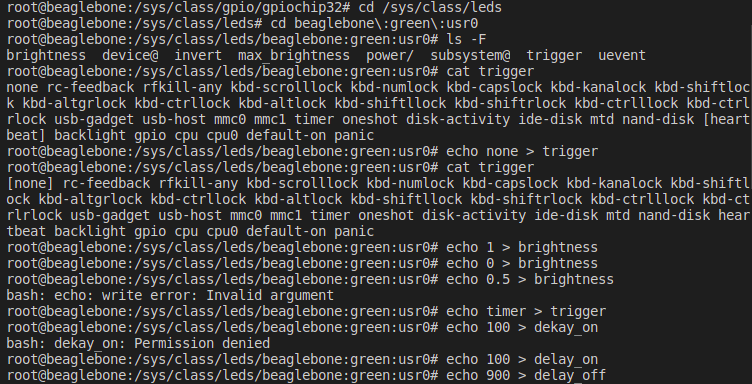 root@beaglebone:/sys/class/gpio/gpiochip32# cd /sys/class/leds
root@beaglebone:/sys/class/leds# cd beaglebone\:green\:usr0
root@beaglebone:/sys/class/leds/beaglebone:green:usr0# ls -F
brightness  device@  invert  max_brightness  power/  subsystem@  trigger  uevent
root@beaglebone:/sys/class/leds/beaglebone:green:usr0# cat trigger
none rc-feedback rfkill-any kbd-scrolllock kbd-numlock kbd-capslock kbd-kanalock kbd-shiftloc
k kbd-altgrlock kbd-ctrllock kbd-altlock kbd-shiftllock kbd-shiftrlock kbd-ctrlllock kbd-ctrl
rlock usb-gadget usb-host mmc0 mmc1 timer oneshot disk-activity ide-disk mtd nand-disk [heart
beat] backlight gpio cpu cpu0 default-on panic
root@beaglebone:/sys/class/leds/beaglebone:green:usr0# echo none > trigger
root@beaglebone:/sys/class/leds/beaglebone:green:usr0# cat trigger
[none] rc-feedback rfkill-any kbd-scrolllock kbd-numlock kbd-capslock kbd-kanalock kbd-shiftl
ock kbd-altgrlock kbd-ctrllock kbd-altlock kbd-shiftllock kbd-shiftrlock kbd-ctrlllock kbd-ct
rlrlock usb-gadget usb-host mmc0 mmc1 timer oneshot disk-activity ide-disk mtd nand-disk hear
tbeat backlight gpio cpu cpu0 default-on panic
root@beaglebone:/sys/class/leds/beaglebone:green:usr0# echo 1 > brightness
root@beaglebone:/sys/class/leds/beaglebone:green:usr0# echo 0 > brightness
root@beaglebone:/sys/class/leds/beaglebone:green:usr0# echo 0.5 > brightness
bash: echo: write error: Invalid argument
root@beaglebone:/sys/class/leds/beaglebone:green:usr0# echo timer > trigger
root@beaglebone:/sys/class/leds/beaglebone:green:usr0# echo 100 > dekay_on
bash: dekay_on: Permission denied
root@beaglebone:/sys/class/leds/beaglebone:green:usr0# echo 100 > delay_on
root@beaglebone:/sys/class/leds/beaglebone:green:usr0# echo 900 > delay_off